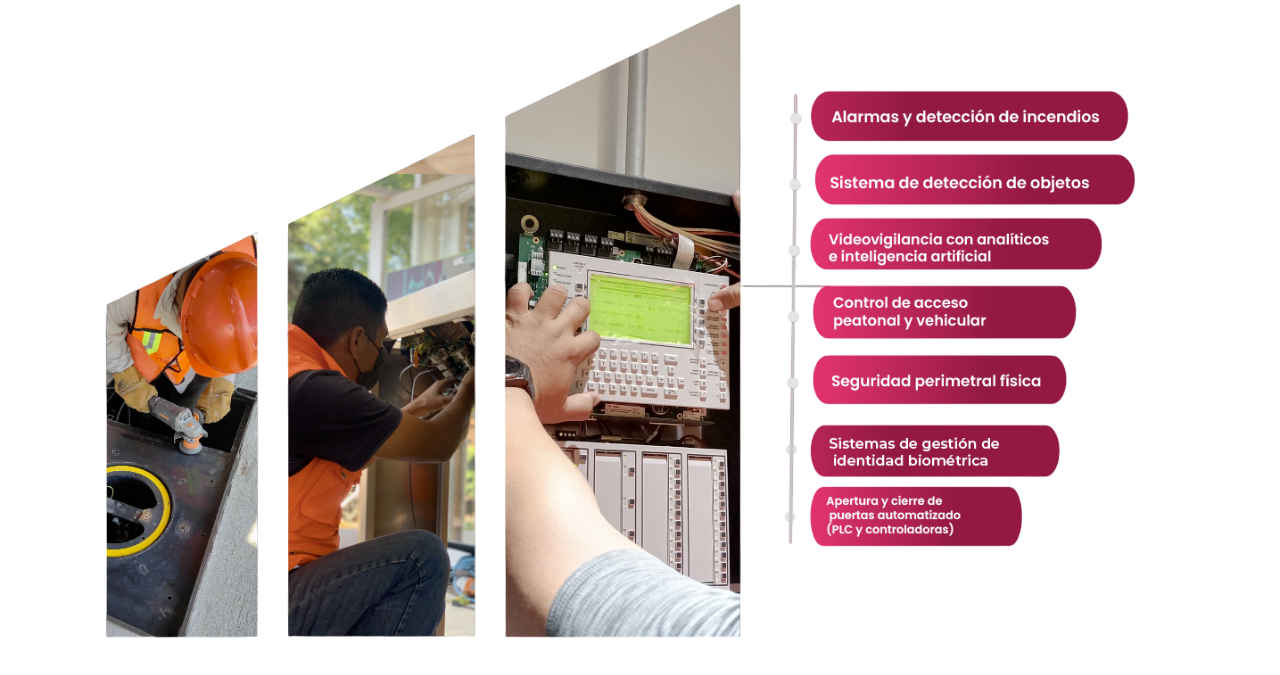 Alarmas y detección de incendios
Sistema de detección de objetos
Videovigilancia con analíticos
e inteligencia artificial
Control de acceso
peatonal y vehicular
Seguridad perimetral física
Sistemas de gestión de
identidad biométrica
Apertura y cierre de
puertas automatizado
(PLC y controladoras)